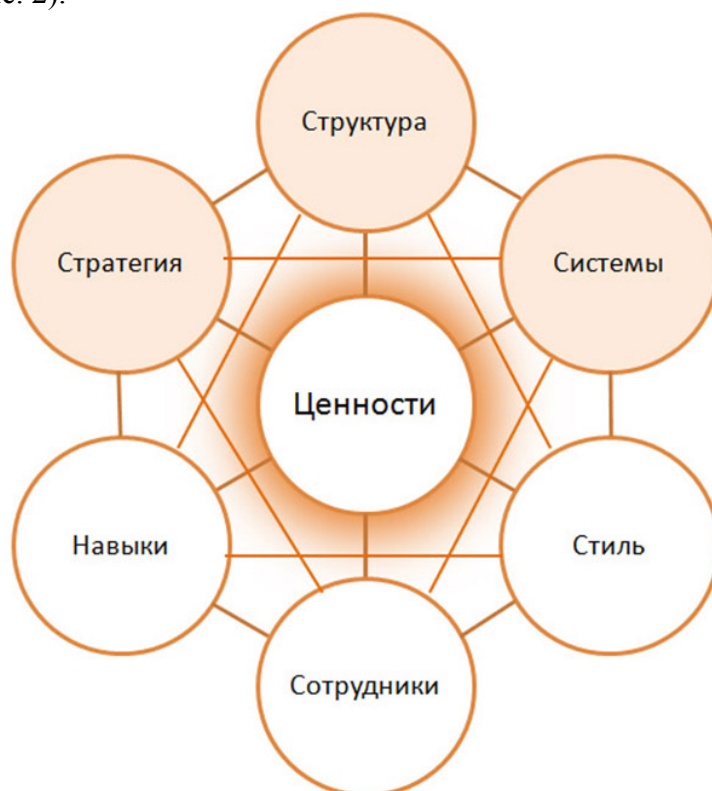 с. 2).
Структура
Стратегия
Системы
Ценности
Навыки
Стиль
Сотрудники